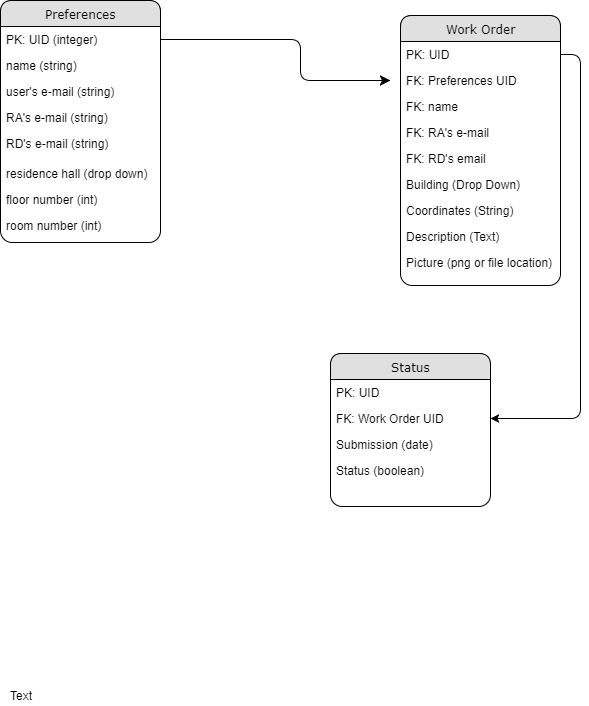 Preferences
PK: UID (integer)
name (string)
user's e-mail (string)
RA's e-mail (string)
RD's e-mail (string)
residence hall (drop down)
floor number (int)
room number (int)
Work Order
PK: UID
FK: Preferences UID
FK: name
FK: RA's e-mail
FK: RD's email
Building (Drop Down)
Coordinates (String)
Description (Text)
Picture (png or file location)
Status
PK: UID
FK: Work Order UID
Submission (date)
Status (boolean)
Text